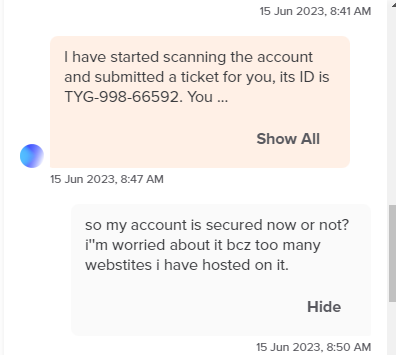 15 Jun 2023, 8:41 AM
I have started scanning the account
and submitted a ticket for you, its ID is
TYG-998-66592. You ...
Show All
15 Jun 2023, 8:47 AM
so my account is secured now or not?
i"m worried about it bcz too many
webstites i have hosted on it.
Hide
15 Jun 2023, 8:50 AM